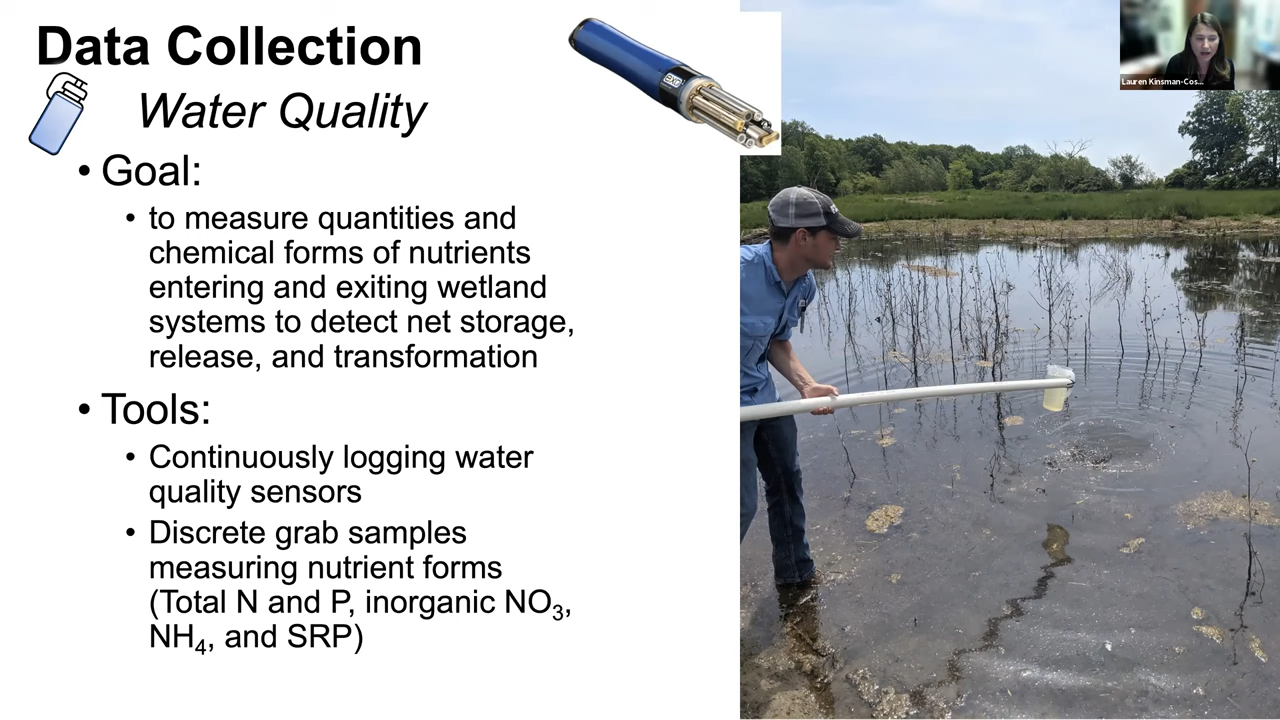 Data Collection
Water Quality
EXO
Lauren Kinsman-Cos...
• Goal:
• to measure quantities and
chemical forms of nutrients
entering and exiting wetland
systems to detect net storage,
release, and transformation
• Tools:
• Continuously logging water
quality sensors
• Discrete grab samples
measuring nutrient forms
(Total N and P, inorganic NO₃,
NH₄, and SRP)